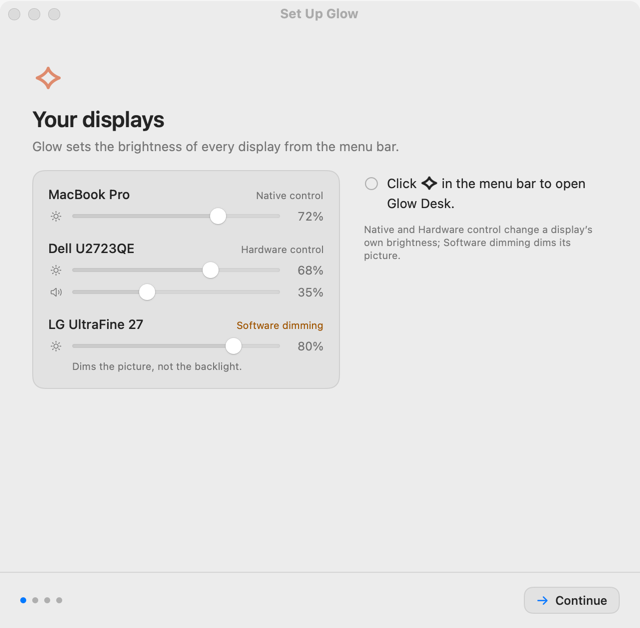 Set Up Glow
Your displays
Glow sets the brightness of every display from the menu bar.
MacBook Pro
Native control
72%
Dell U2723QE
Hardware control
68%
35%
LG UltraFine 27
Software dimming
80%
Dims the picture, not the backlight.
Click in the menu bar to open
Glow Desk.
Native and Hardware control change a display's
own brightness; Software dimming dims its
picture.
Continue